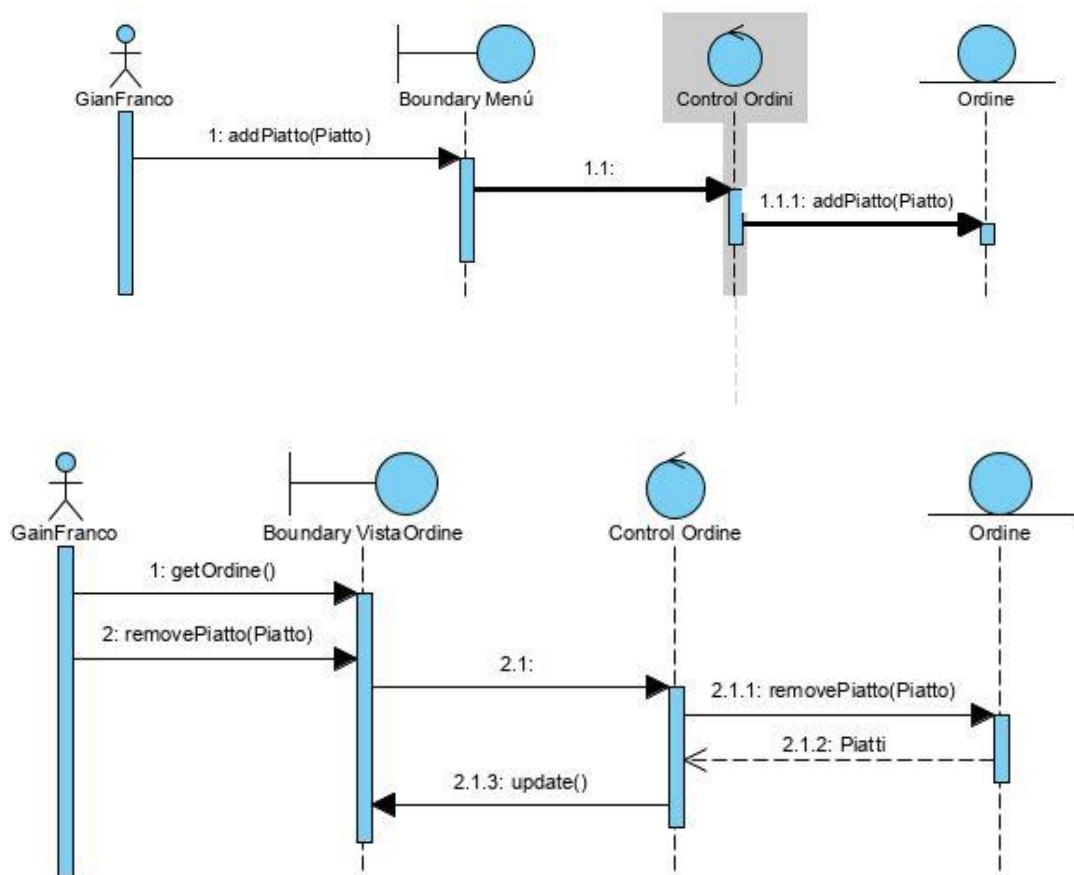 GianFranco
Boundary Menú
Control Ordini
Ordine
1: addPiatto(Piatto)
1.1:
1.1.1: addPiatto(Piatto)
GainFranco
Boundary VistaOrdine
Control Ordine
Ordine
1: getOrdine()
2: removePiatto(Piatto)
2.1:
2.1.1: removePiatto(Piatto)
2.1.2: Piatti
2.1.3: update()